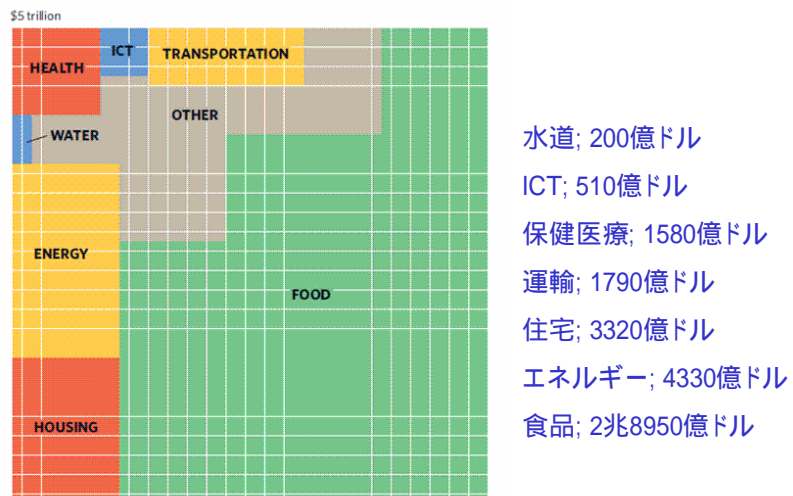 $5 trillion
ICT
TRANSPORTATION
HEALTH
OTHER
WATER
ENERGY
FOOD
HOUSING
水道; 200億ドル
ICT; 510億ドル
保健医療; 1580億ドル
運輸; 1790億ドル
住宅; 3320億ドル
エネルギー; 4330億ドル
食品; 2兆8950億ドル